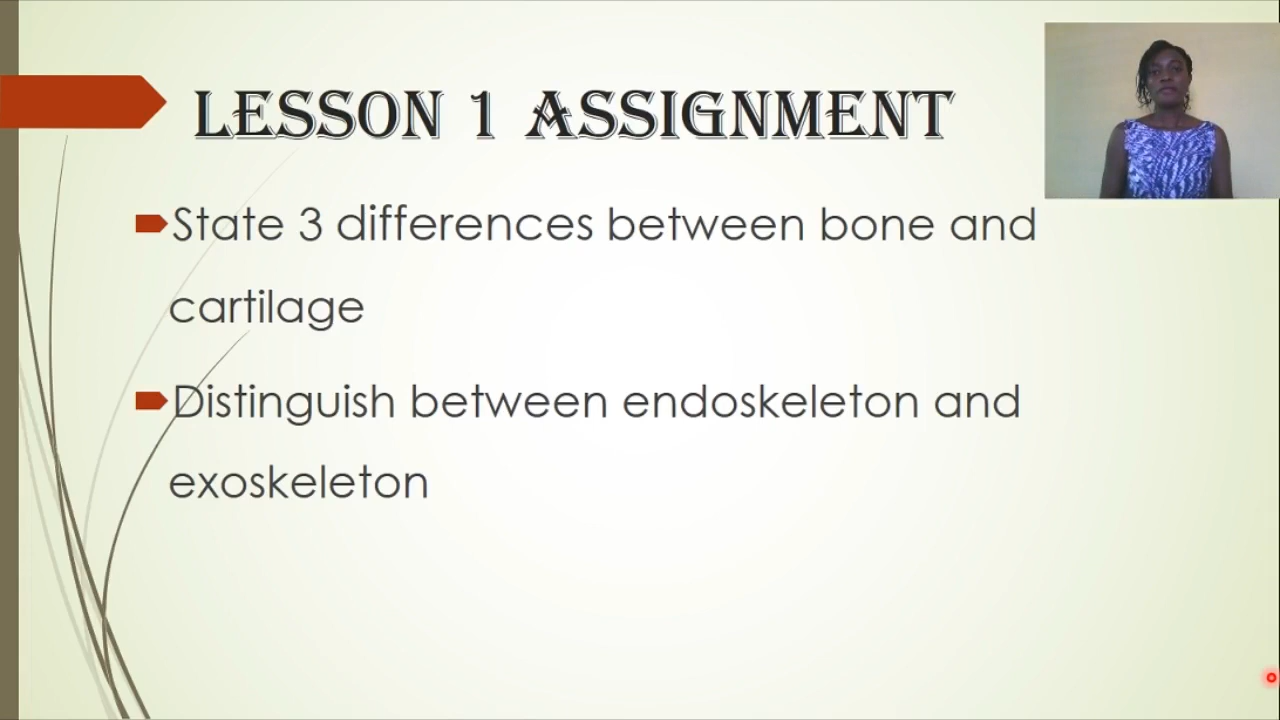 LESSON 1 ASSIGNMENT
State 3 differences between bone and
cartilage
Distinguish between endoskeleton and
exoskeleton